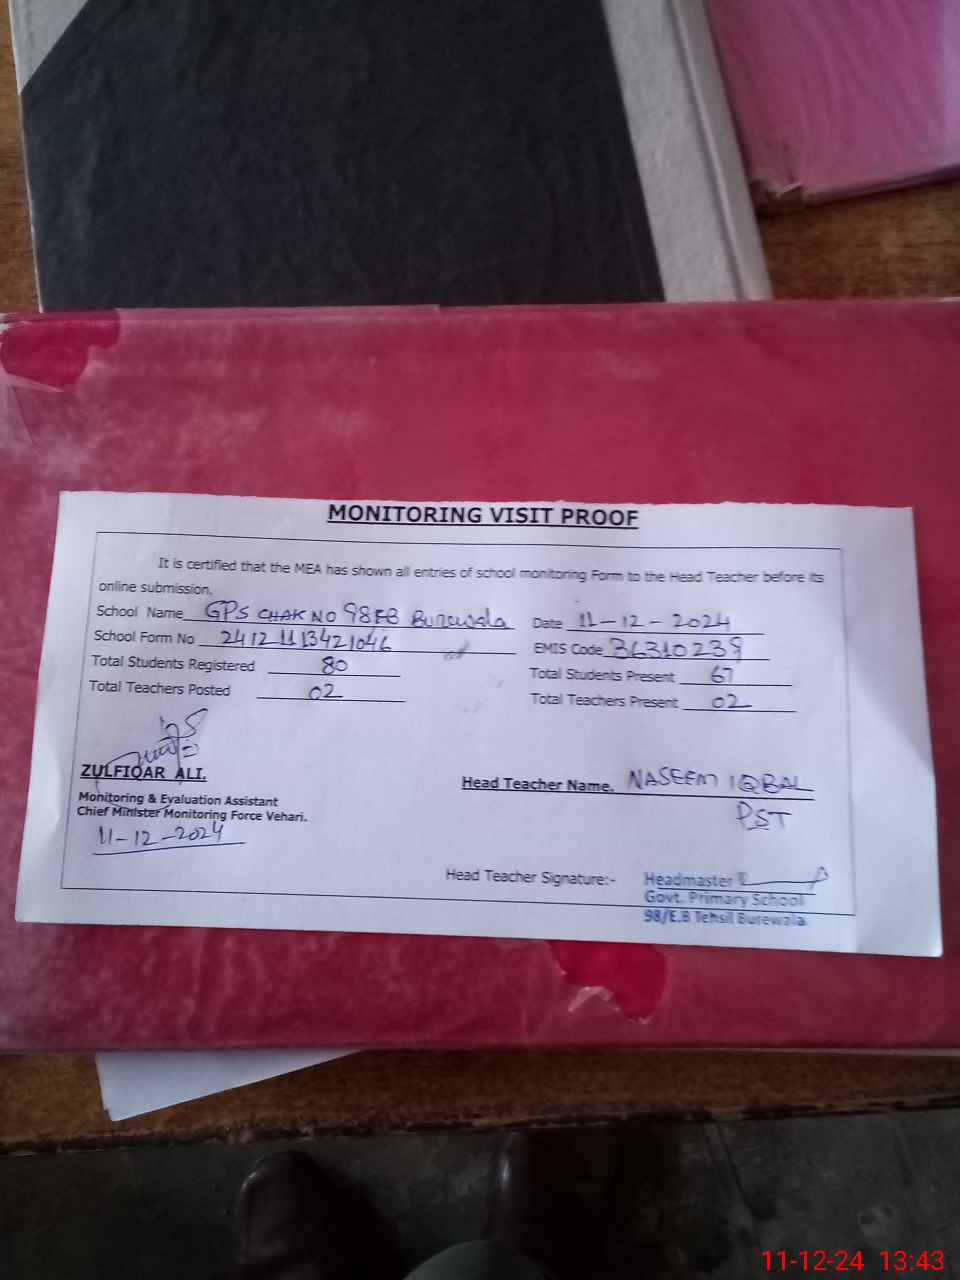 MONITORING VISIT PROOF
It is certified that the MEA has shown all entries of school monitoring Form to the Head Teacher before its
online submission.
School Name GPS CHAK NO 98EB Burewala Date 11-12-2024
School Form No 24121113421046 EMIS Code 36310239
Total Students Registered 80 Total Students Present 67
Total Teachers Posted 02 Total Teachers Present 02
ZULFIQAR ALI.
Monitoring & Evaluation Assistant
Chief Minister Monitoring Force Vehari.
11-12-2024
Head Teacher Name. NASEEM IQBAL
PST
Head Teacher Signature:- Headmaster
Govt. Primary School
98/E.B Tehsil Burewala
11-12-24 13:43